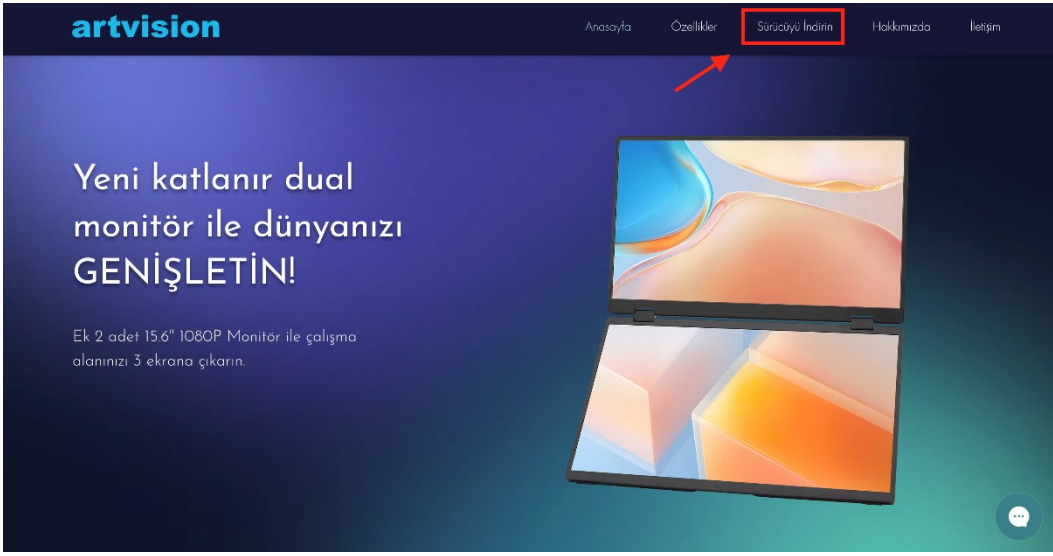 artvision
Anasayfa Özellikler Sürücüyü İndirin Hakkımızda İletişim
Yeni katlanır dual
monitör ile dünyanızı
GENİŞLETİN!
Ek 2 adet 15.6" 1080P Monitör ile çalışma
alanınızı 3 ekrana çıkarın.